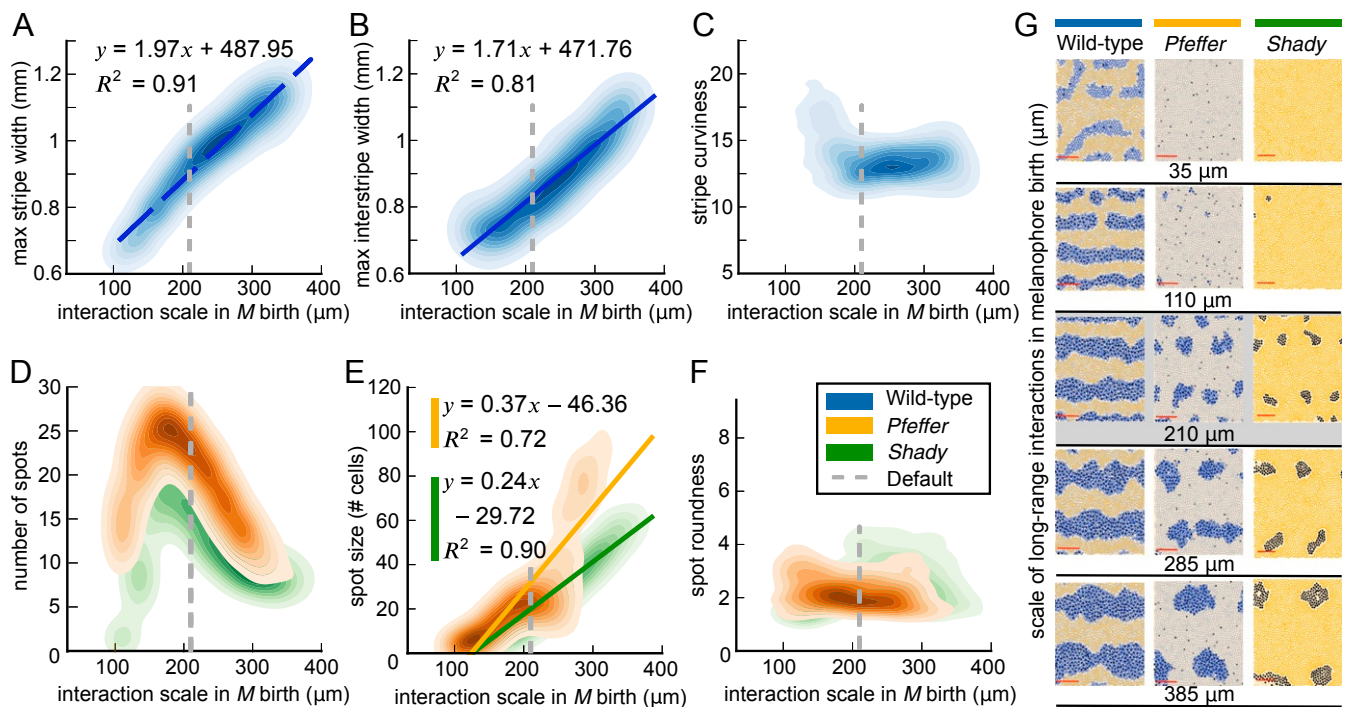 A
y = 1.97x + 487.95
R² = 0.91
max stripe width (mm)
1.2
1
0.8
0.6
100 200 300 400
interaction scale in M birth (μm)
B
y = 1.71x + 471.76
R² = 0.81
max interstripe width (mm)
1.2
1
0.8
0.6
100 200 300 400
interaction scale in M birth (μm)
C
stripe curviness
20
15
10
5
100 200 300 400
interaction scale in M birth (μm)
D
number of spots
30
25
20
15
10
5
0
100 200 300 400
interaction scale in M birth (μm)
E
y = 0.37x − 46.36
R² = 0.72
y = 0.24x
− 29.72
R² = 0.90
spot size (# cells)
120
100
80
60
40
20
0
100 200 300 400
interaction scale in M birth (μm)
F
Wild-type
Pfeffer
Shady
Default
spot roundness
8
6
4
2
100 200 300 400
interaction scale in M birth (μm)
G
Wild-type Pfeffer Shady
scale of long-range interactions in melanophore birth (μm)
35 μm
110 μm
210 μm
285 μm
385 μm